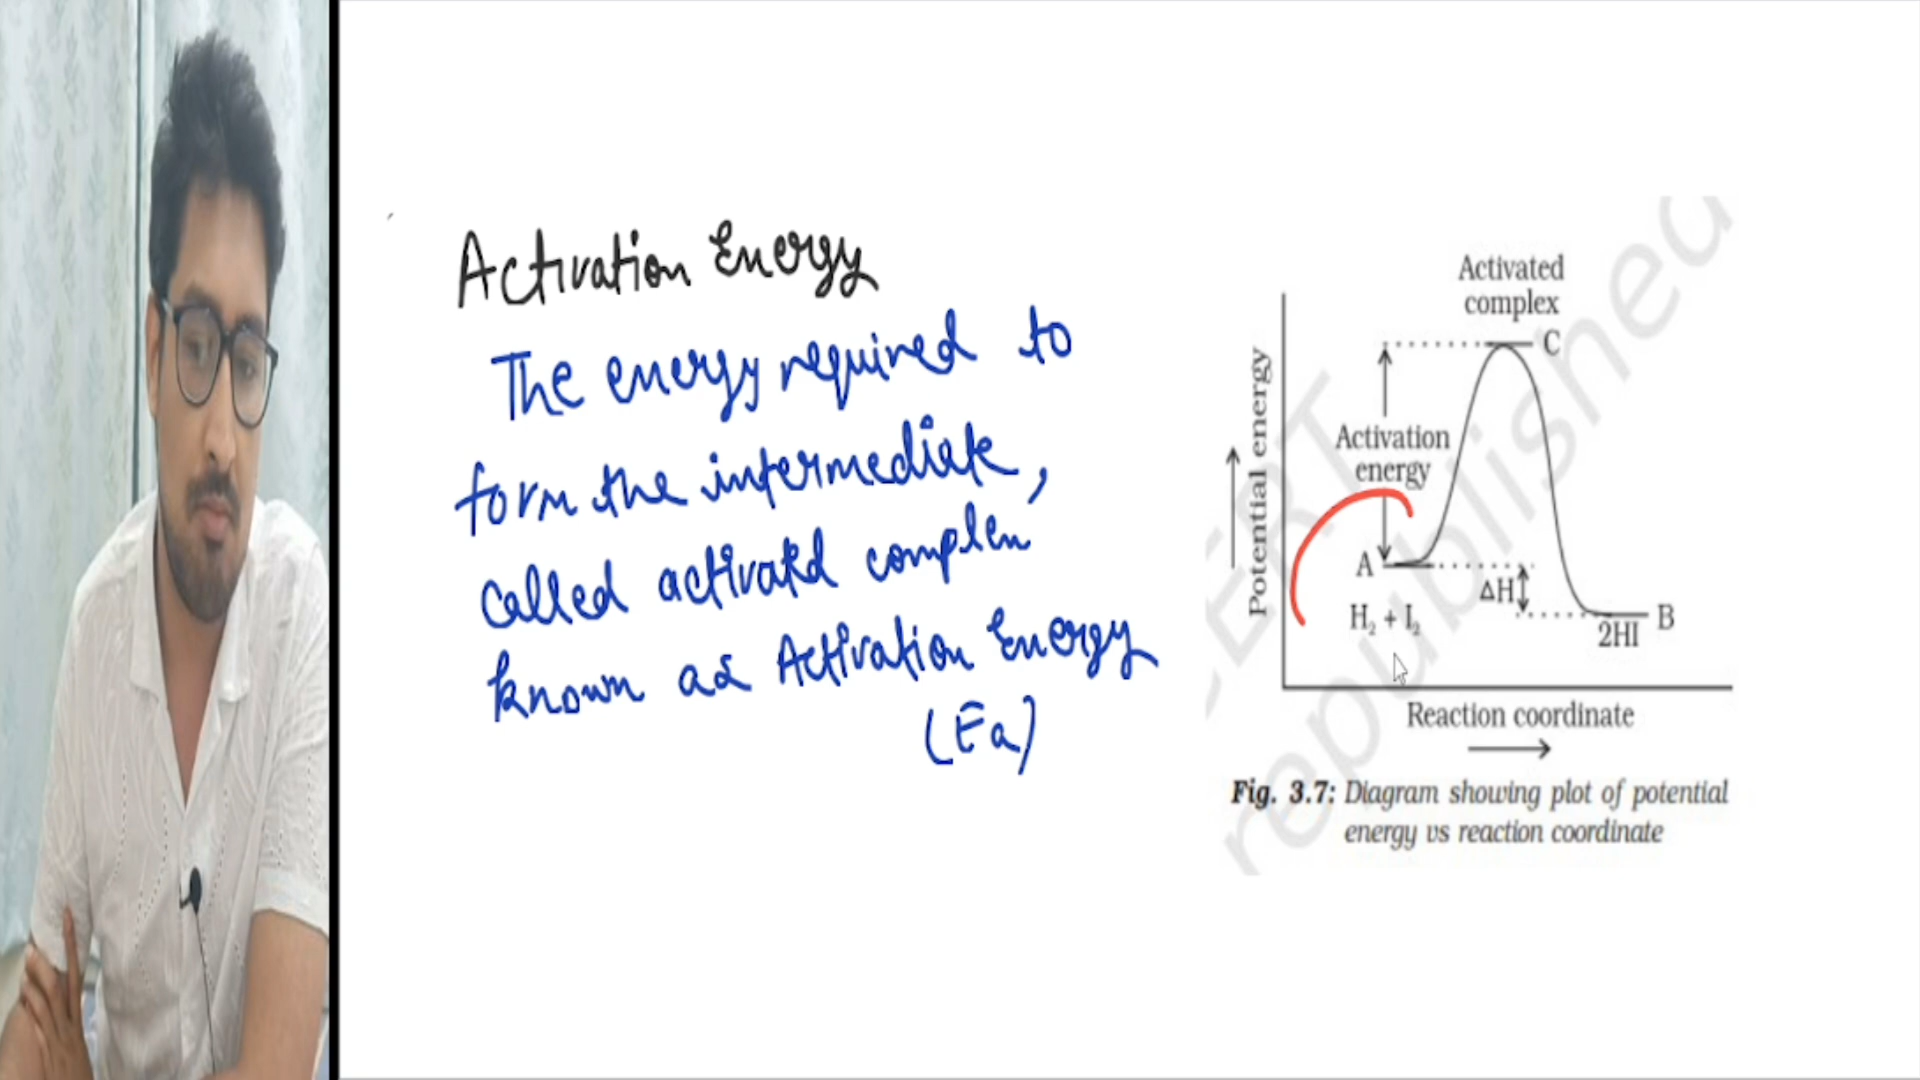 Activation Energy
The energy required to
form the intermediate,
called activated complen
known as Activation Energy
(Ea)
Activated
complex
C
Activation
energy
Potential energy
A
ΔH
H₂ + I₂
B
2HI
Reaction coordinate
Fig. 3.7: Diagram showing plot of potential
energy vs reaction coordinate
republished